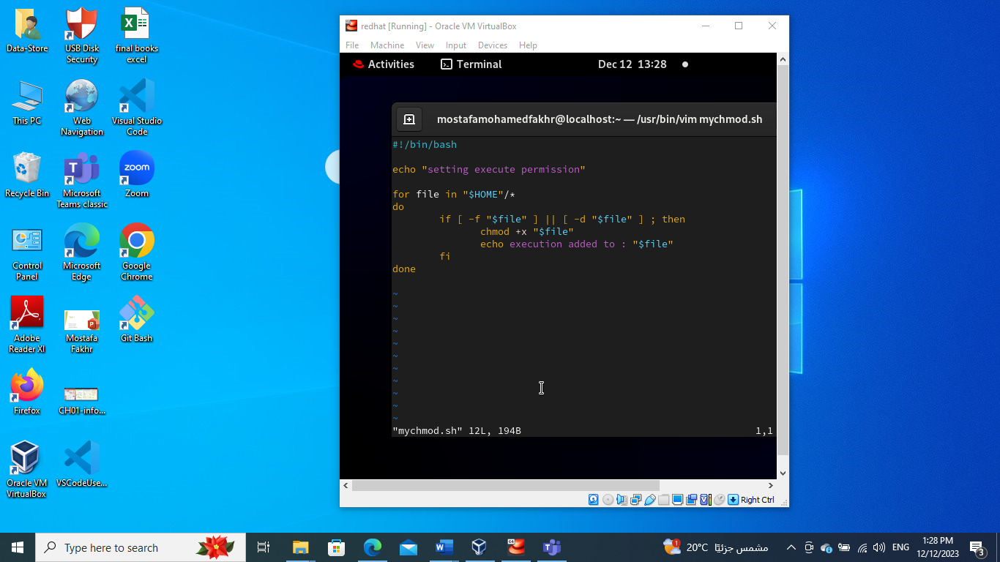 Data-Store
USB Disk
Security
final books
excel
This PC
Web
Navigation
Visual Studio
Code
Recycle Bin
Microsoft
Teams classic
zoom
Zoom
Control
Panel
Microsoft
Edge
Google
Chrome
Adobe
Reader XI
Mostafa
Fakhr
Git Bash
Firefox
CH01-info...
Oracle VM
VirtualBox
VSCodeUse...
redhat [Running] - Oracle VM VirtualBox
File Machine View Input Devices Help
Activities Terminal Dec 12 13:28
mostafamohamedfakhr@localhost:~ — /usr/bin/vim mychmod.sh
#!/bin/bash
echo "setting execute permission"
for file in "$HOME"/*
do
if [ -f "$file" ] || [ -d "$file" ] ; then
chmod +x "$file"
echo execution added to : "$file"
fi
done
~
~
~
~
~
~
~
~
~
~
~
"mychmod.sh" 12L, 194B 1,1
Right Ctrl
Type here to search
1
20°C مشمس جزئيًا
ENG
1:28 PM
12/12/2023
3